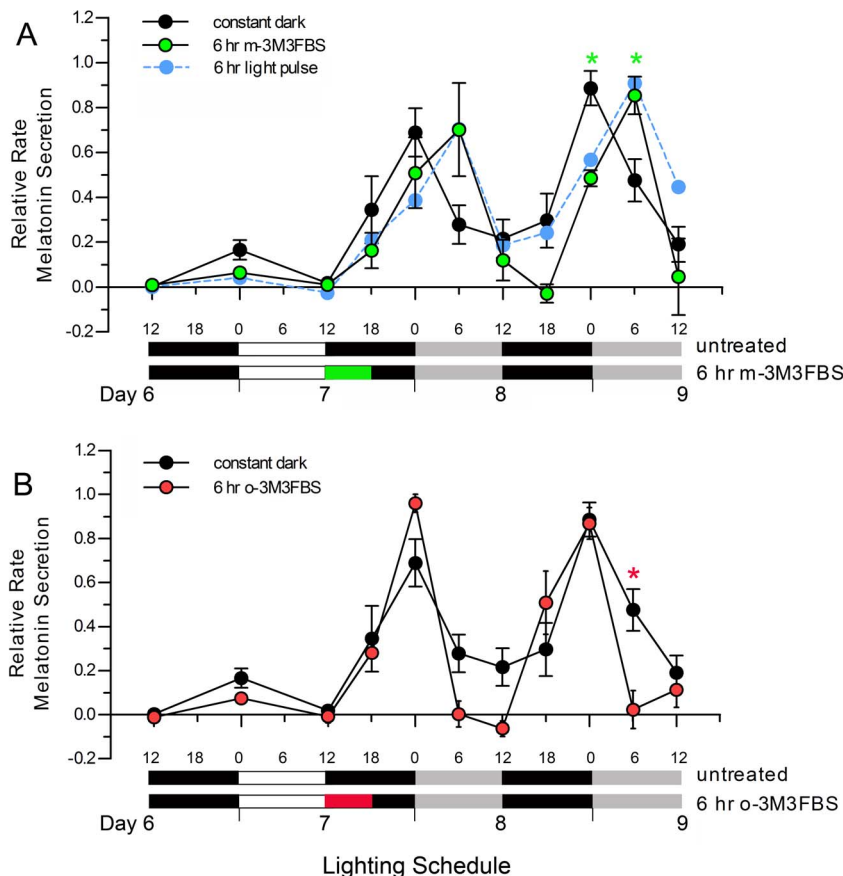 A
constant dark
6 hr m-3M3FBS
6 hr light pulse
Relative Rate
Melatonin Secretion
1.2
1.0
0.8
0.6
0.4
0.2
0.0
-0.2
* *
12 18 0 6 12 18 0 6 12 18 0 6 12
untreated
6 hr m-3M3FBS
Day 6 7 8 9
B
constant dark
6 hr o-3M3FBS
Relative Rate
Melatonin Secretion
1.2
1.0
0.8
0.6
0.4
0.2
0.0
-0.2
*
12 18 0 6 12 18 0 6 12 18 0 6 12
untreated
6 hr o-3M3FBS
Day 6 7 8 9
Lighting Schedule